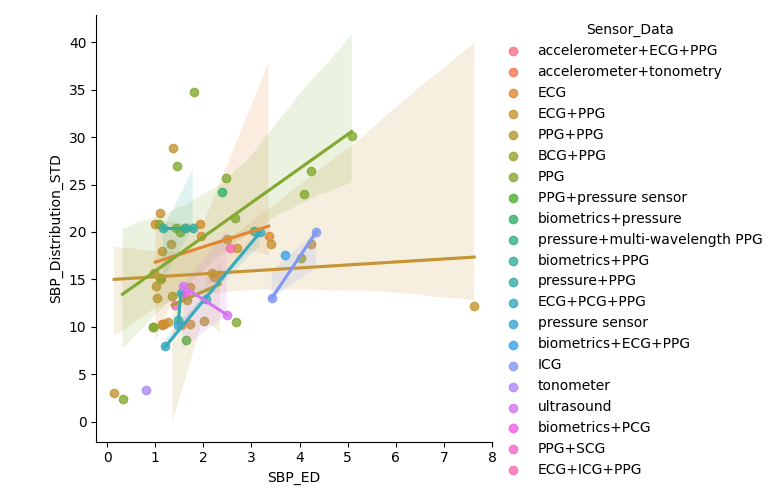 Sensor_Data
accelerometer+ECG+PPG
accelerometer+tonometry
ECG
ECG+PPG
PPG+PPG
BCG+PPG
PPG
PPG+pressure sensor
biometrics+pressure
pressure+multi-wavelength PPG
biometrics+PPG
pressure+PPG
ECG+PCG+PPG
pressure sensor
biometrics+ECG+PPG
ICG
tonometer
ultrasound
biometrics+PCG
PPG+SCG
ECG+ICG+PPG
SBP_Distribution_STD
40
35
30
25
20
15
10
5
0
0 1 2 3 4 5 6 7 8
SBP_ED